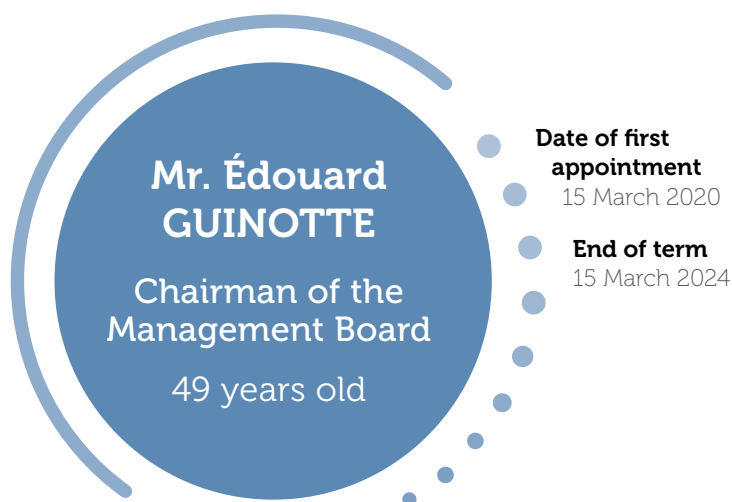 Mr. Édouard
GUINOTTE
Chairman of the
Management Board
49 years old
Date of first
appointment
15 March 2020
End of term
15 March 2024